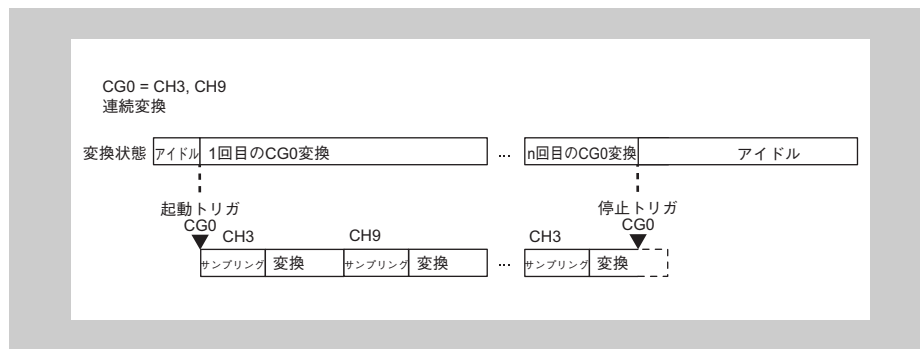 CG0 = CH3, CH9
連続変換
変換状態 アイドル 1回目のCG0変換 ... n回目のCG0変換 アイドル
起動トリガ 停止トリガ
CG0 CG0
CH3 CH9 CH3
サンプリング 変換 サンプリング 変換 ... サンプリング 変換